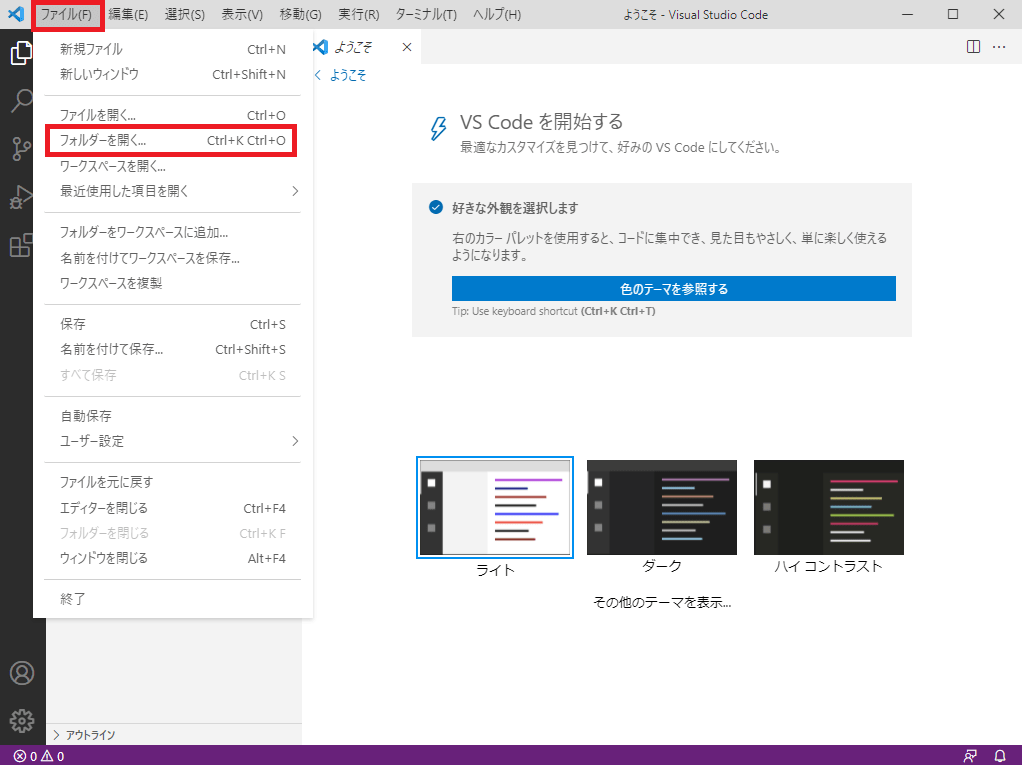 ファイル(F) 編集(E) 選択(S) 表示(V) 移動(G) 実行(R) ターミナル(T) ヘルプ(H) ようこそ - Visual Studio Code
新規ファイル Ctrl+N
新しいウィンドウ Ctrl+Shift+N
ファイルを開く... Ctrl+O
フォルダーを開く... Ctrl+K Ctrl+O
ワークスペースを開く...
最近使用した項目を開く
フォルダーをワークスペースに追加...
名前を付けてワークスペースを保存...
ワークスペースを複製
保存 Ctrl+S
名前を付けて保存... Ctrl+Shift+S
すべて保存 Ctrl+K S
自動保存
ユーザー設定
ファイルを元に戻す
エディターを閉じる Ctrl+F4
フォルダーを閉じる Ctrl+K F
ウィンドウを閉じる Alt+F4
終了
アウトライン
ようこそ
ようこそ
VS Code を開始する
最適なカスタマイズを見つけて、好みの VS Code にしてください。
好きな外観を選択します
右のカラー パレットを使用すると、コードに集中でき、見た目もやさしく、単に楽しく使える
ようになります。
色のテーマを参照する
Tip: Use keyboard shortcut (Ctrl+K Ctrl+T)
ライト
ダーク
ハイ コントラスト
その他のテーマを表示...
0 0